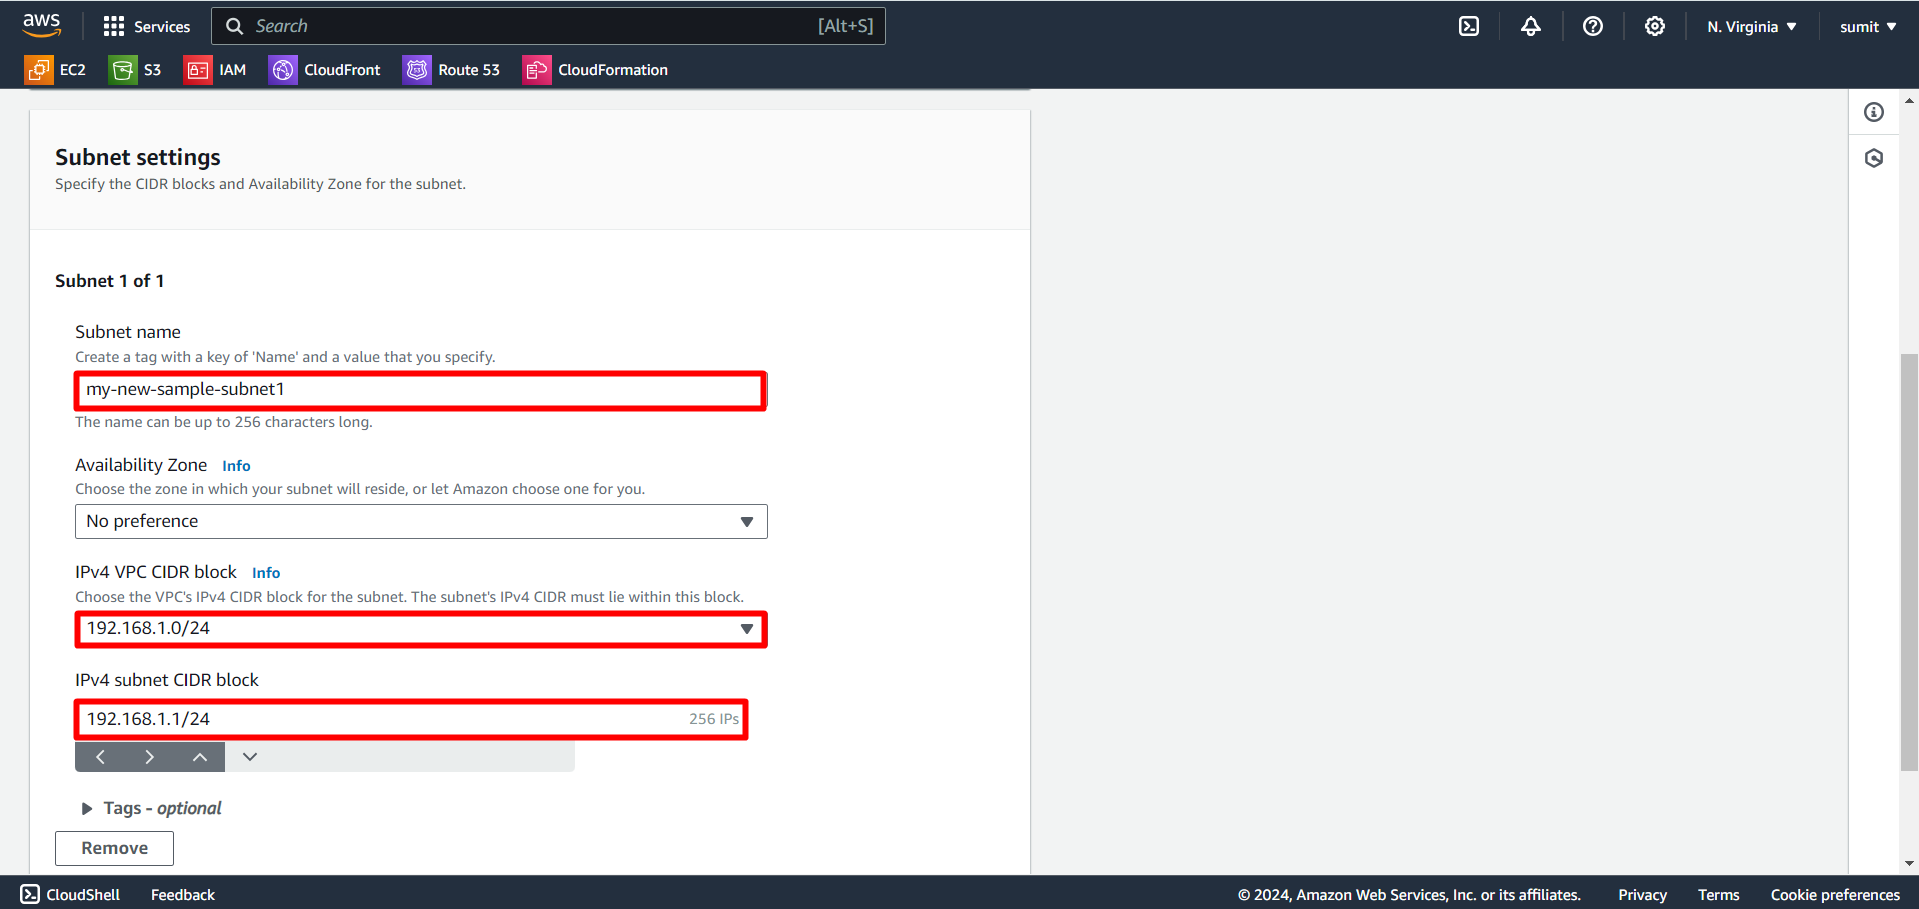 aws Services Search [Alt+S] N. Virginia sumit
EC2 S3 IAM CloudFront Route 53 CloudFormation
Subnet settings
Specify the CIDR blocks and Availability Zone for the subnet.
Subnet 1 of 1
Subnet name
Create a tag with a key of 'Name' and a value that you specify.
my-new-sample-subnet1
The name can be up to 256 characters long.
Availability Zone Info
Choose the zone in which your subnet will reside, or let Amazon choose one for you.
No preference
IPv4 VPC CIDR block Info
Choose the VPC's IPv4 CIDR block for the subnet. The subnet's IPv4 CIDR must lie within this block.
192.168.1.0/24
IPv4 subnet CIDR block
192.168.1.1/24 256 IPs
Tags - optional
Remove
CloudShell Feedback © 2024, Amazon Web Services, Inc. or its affiliates. Privacy Terms Cookie preferences